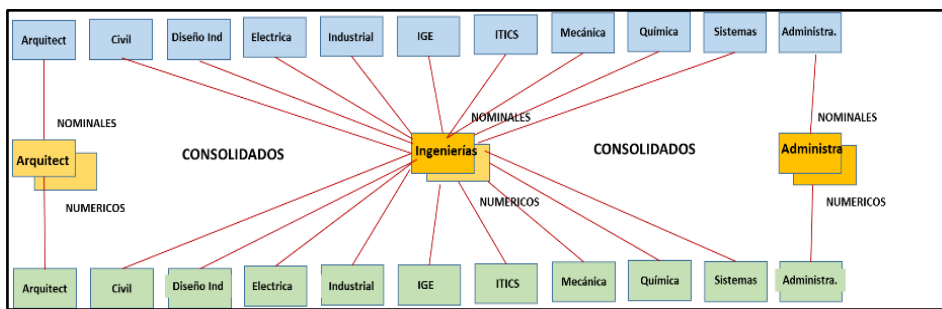 Arquitect
Civil
Diseño Ind
Electrica
Industrial
IGE
ITICS
Mecánica
Química
Sistemas
Administra.
NOMINALES
NOMINALES
NOMINALES
Arquitect
CONSOLIDADOS
Ingenierías
CONSOLIDADOS
Administra
NUMERICOS
NUMERICOS
NUMERICOS
Arquitect
Civil
Diseño Ind
Electrica
Industrial
IGE
ITICS
Mecánica
Química
Sistemas
Administra.